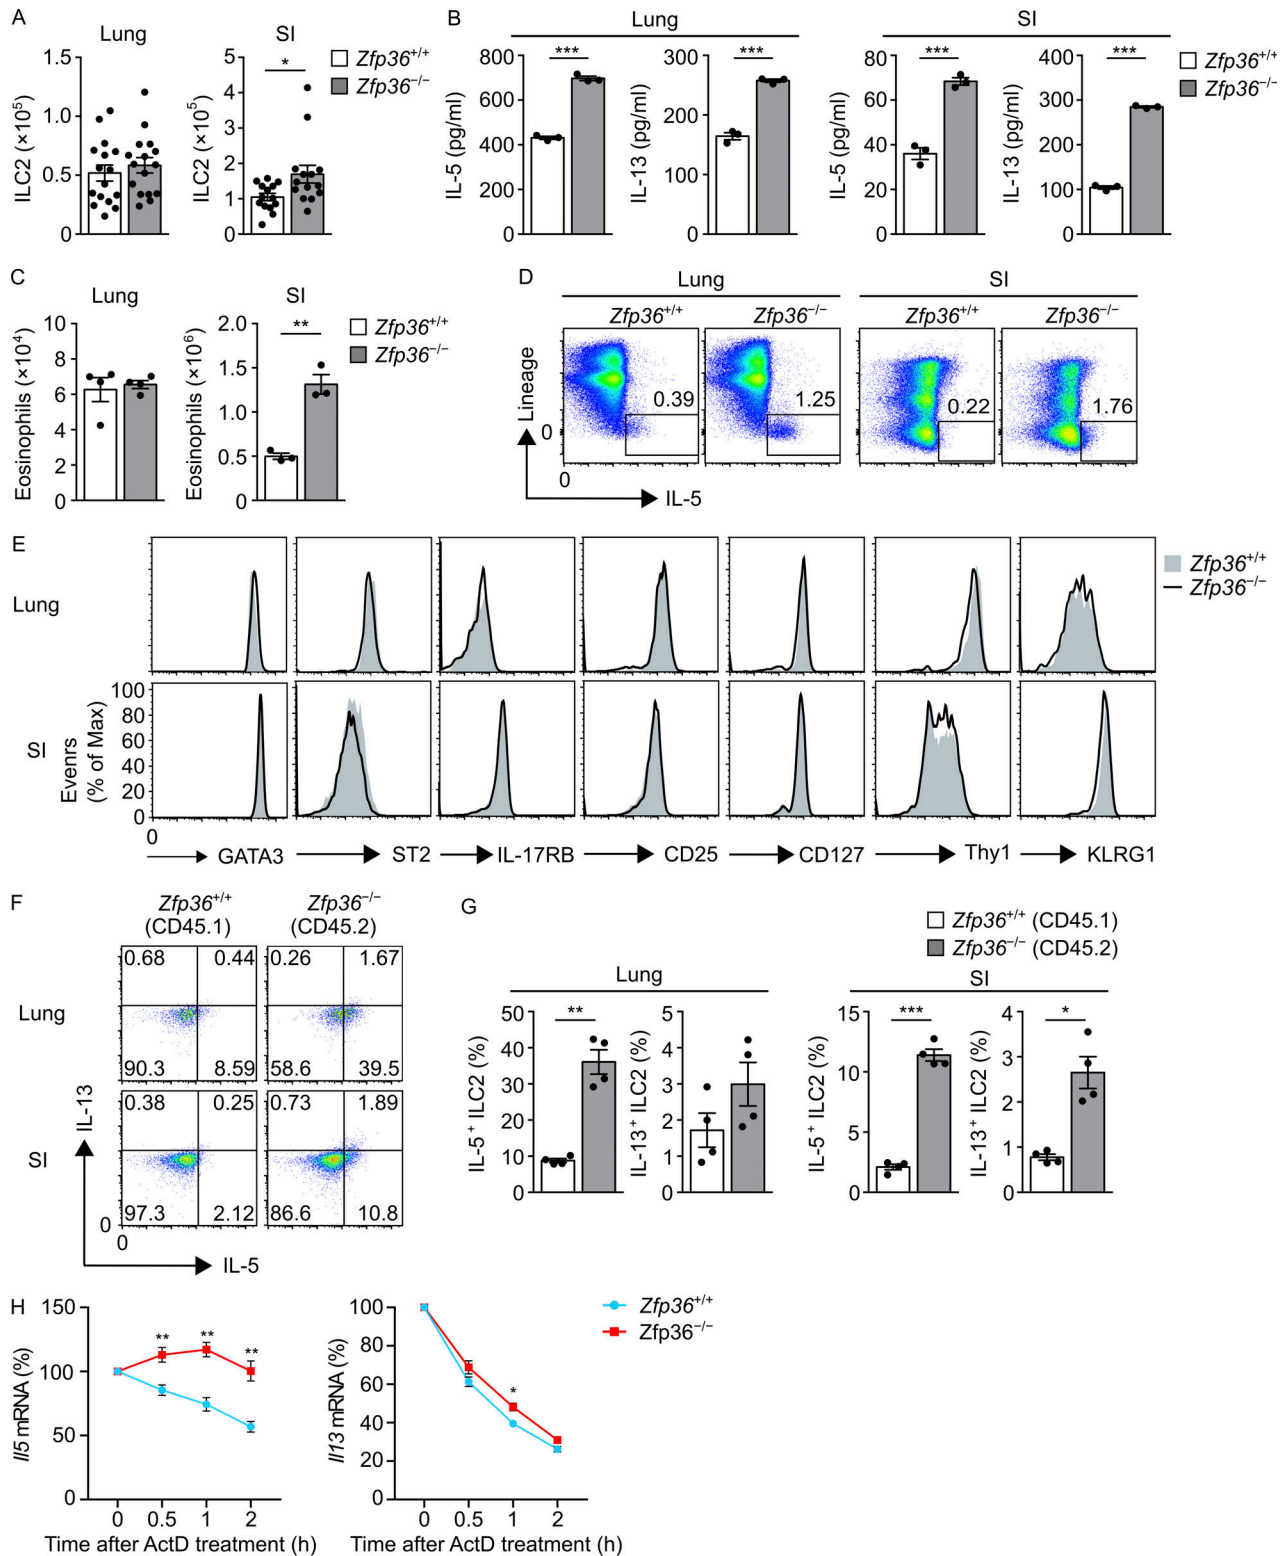 A
Lung
SI
ILC2 (×10⁵)
1.5
1.0
0.5
0
ILC2 (×10⁵)
5
4
3
2
1
0
*
Zfp36⁺/⁺
Zfp36⁻/⁻
B
Lung
SI
IL-5 (pg/ml)
800
600
400
200
0
***
IL-13 (pg/ml)
300
200
100
0
***
IL-5 (pg/ml)
80
60
40
20
0
***
IL-13 (pg/ml)
400
300
200
100
0
***
Zfp36⁺/⁺
Zfp36⁻/⁻
C
Lung
SI
Eosinophils (×10⁴)
10
8
6
4
2
0
Eosinophils (×10⁶)
2.0
1.5
1.0
0.5
0
**
Zfp36⁺/⁺
Zfp36⁻/⁻
D
Lung
SI
Zfp36⁺/⁺
Zfp36⁻/⁻
Zfp36⁺/⁺
Zfp36⁻/⁻
Lineage
0
0.39
1.25
0.22
1.76
0
IL-5
E
Lung
Zfp36⁺/⁺
Zfp36⁻/⁻
SI
Evenrs
(% of Max)
100
80
60
40
20
0
0
GATA3
ST2
IL-17RB
CD25
CD127
Thy1
KLRG1
F
Zfp36⁺/⁺
(CD45.1)
Zfp36⁻/⁻
(CD45.2)
Lung
0.68
0.44
0.26
1.67
90.3
8.59
58.6
39.5
SI
0.38
0.25
0.73
1.89
97.3
2.12
86.6
10.8
IL-13
0
0
IL-5
G
Zfp36⁺/⁺ (CD45.1)
Zfp36⁻/⁻ (CD45.2)
Lung
SI
IL-5⁺ ILC2 (%)
50
40
30
20
10
0
**
IL-13⁺ ILC2 (%)
5
4
3
2
1
0
IL-5⁺ ILC2 (%)
15
10
5
0
***
IL-13⁺ ILC2 (%)
4
3
2
1
0
*
H
Il5 mRNA (%)
150
100
50
0
**
**
**
0
0.5
1
2
Time after ActD treatment (h)
Il13 mRNA (%)
100
80
60
40
20
0
*
0
0.5
1
2
Time after ActD treatment (h)
Zfp36⁺/⁺
Zfp36⁻/⁻